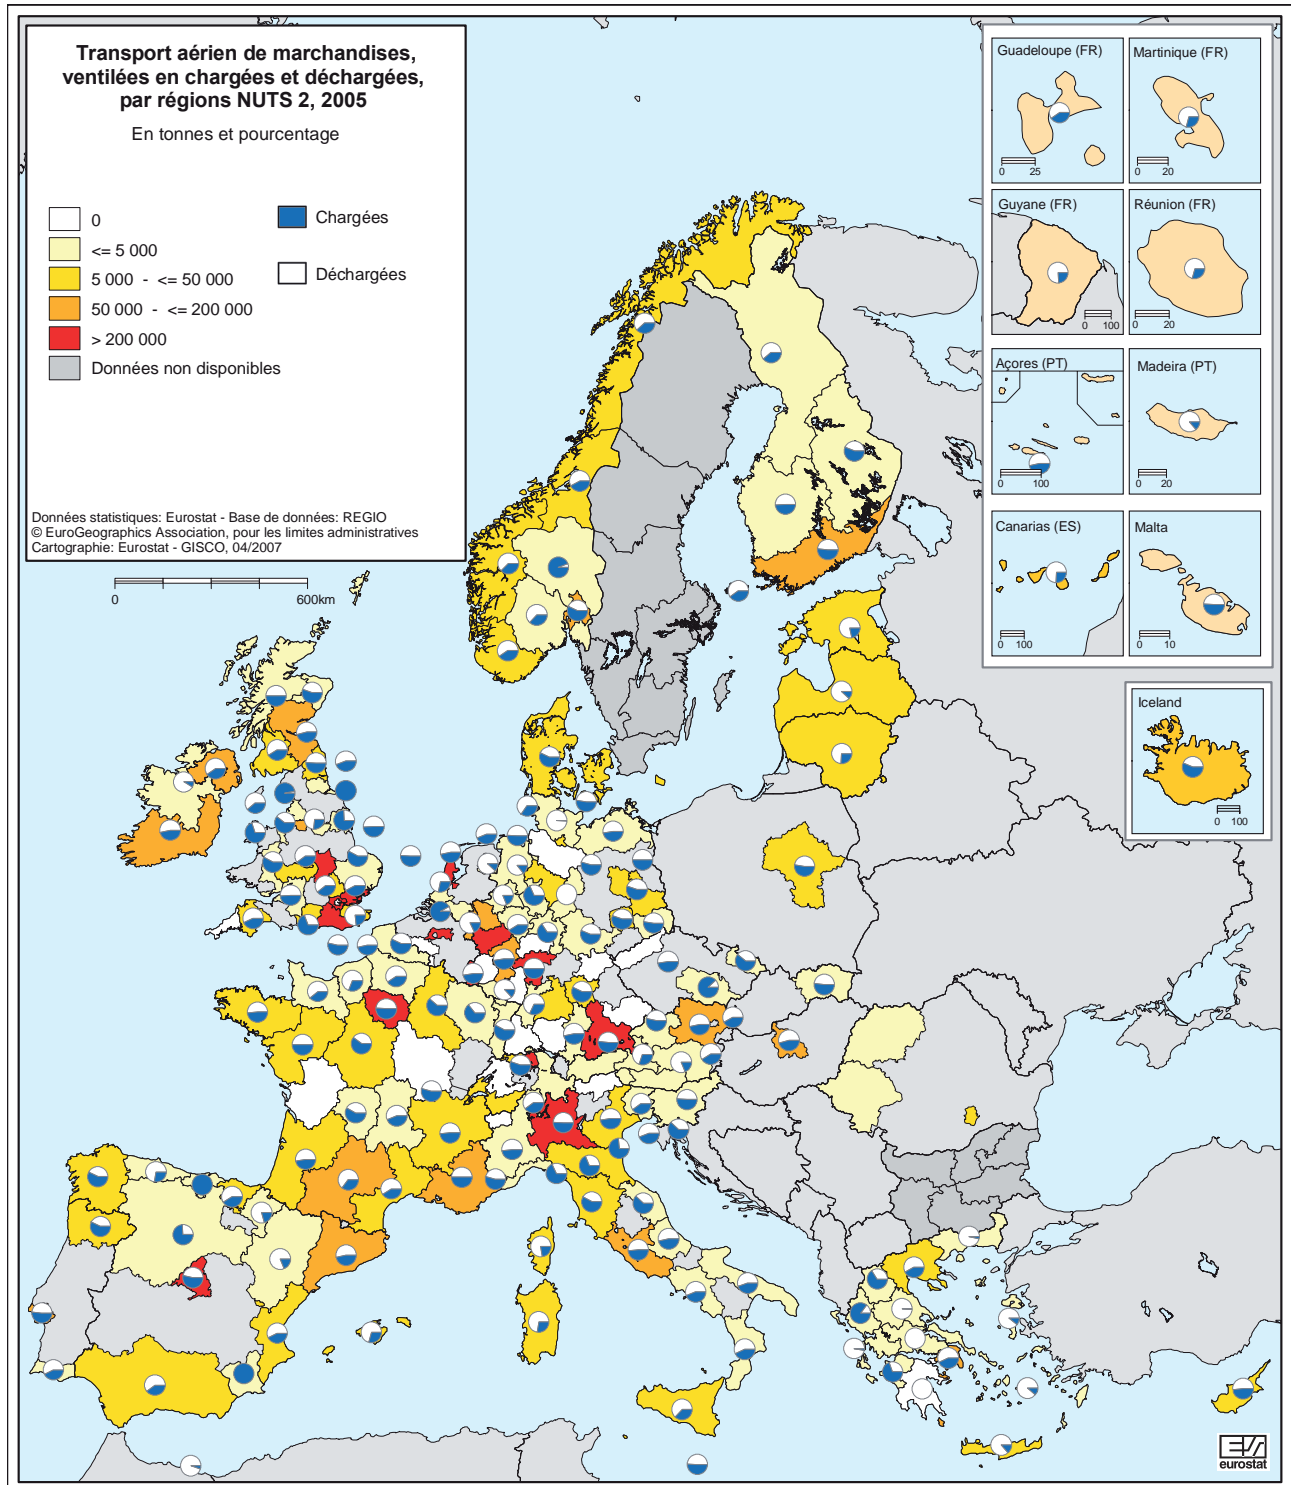 Transport aérien de marchandises,
ventilées en chargées et déchargées,
par régions NUTS 2, 2005
En tonnes et pourcentage
0
<= 5 000
5 000 - <= 50 000
50 000 - <= 200 000
> 200 000
Données non disponibles
Chargées
Déchargées
Données statistiques: Eurostat - Base de données: REGIO
© EuroGeographics Association, pour les limites administratives
Cartographie: Eurostat - GISCO, 04/2007
0 600km
Guadeloupe (FR)
0 25
Martinique (FR)
0 20
Guyane (FR)
0 100
Réunion (FR)
0 20
Açores (PT)
0 100
Madeira (PT)
0 20
Canarias (ES)
0 100
Malta
0 10
Iceland
0 100
eurostat